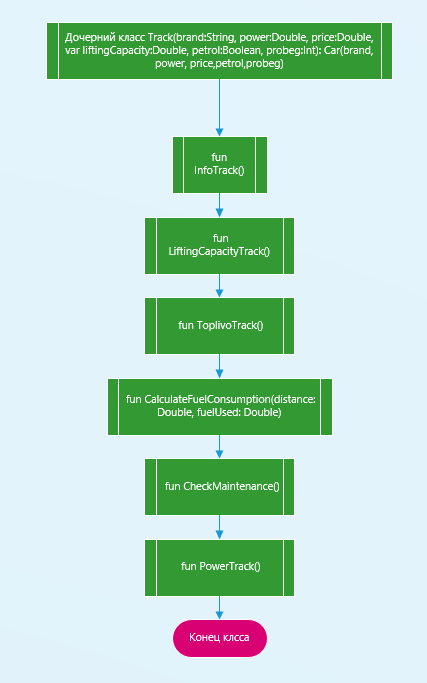 Дочерний класс Track(brand:String, power:Double, price:Double,
var liftingCapacity:Double, petrol:Boolean, probeg:Int): Car(brand,
power, price,petrol,probeg)
fun
InfoTrack()
fun
LiftingCapacityTrack()
fun ToplivoTrack()
fun CalculateFuelConsumption(distance:
Double, fuelUsed: Double)
fun CheckMaintenance()
fun PowerTrack()
Конец клсса